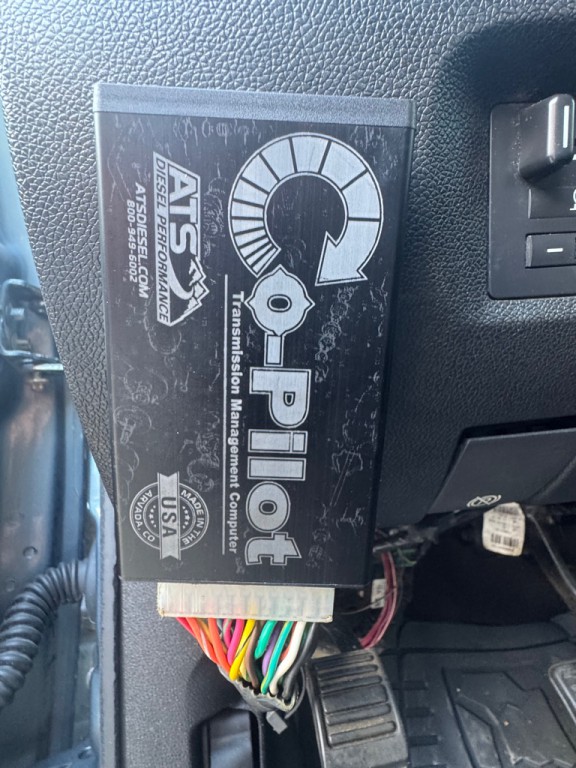 Co-Pilot
Transmission Management Computer
ATS
DIESEL PERFORMANCE
ATSDIESEL.COM
800-949-6002
MADE IN THE
USA
ARVADA, CO